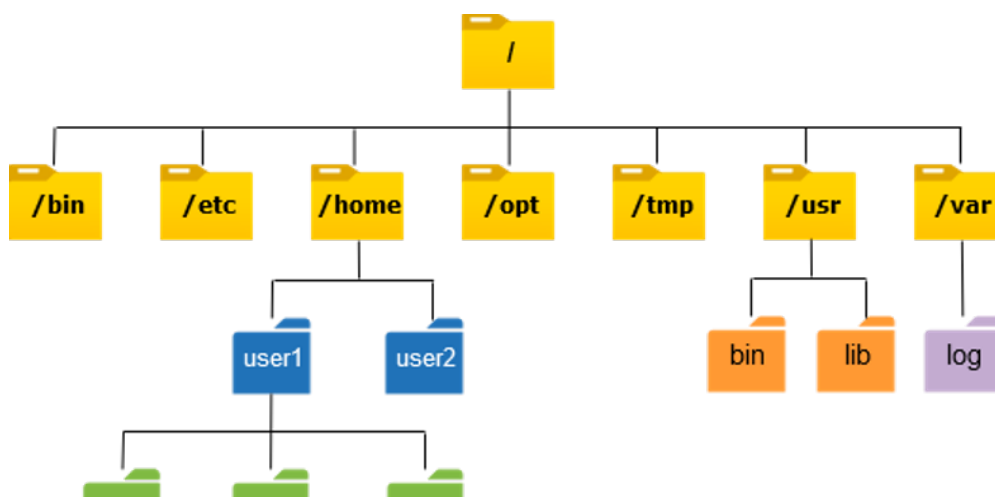 /
/bin
/etc
/home
/opt
/tmp
/usr
/var
user1
user2
bin
lib
log